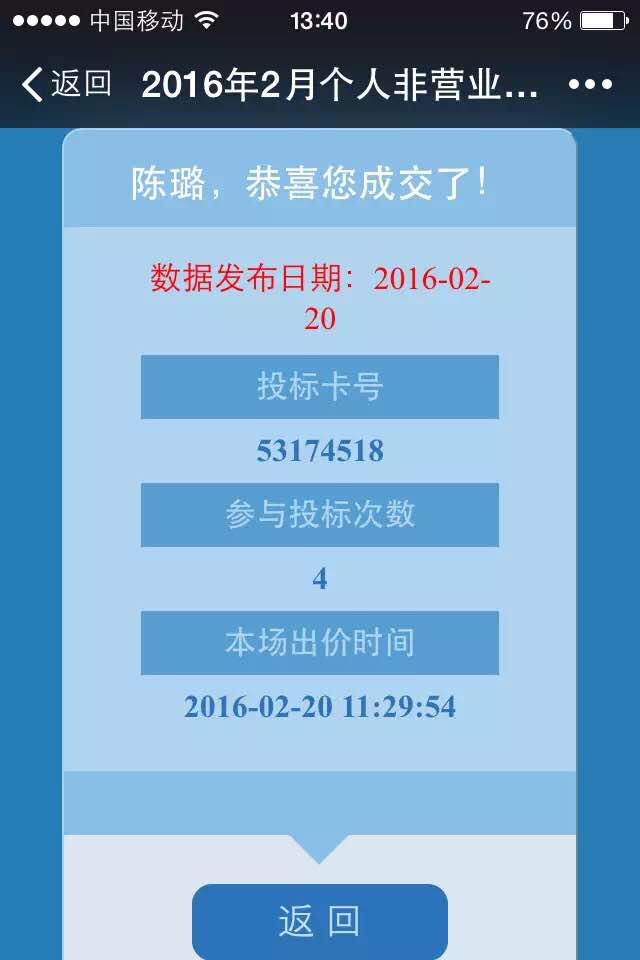 中国移动 13:40 76%
返回 2016年2月个人非营业...
陈璐，恭喜您成交了！
数据发布日期：2016-02-
20
投标卡号
53174518
参与投标次数
4
本场出价时间
2016-02-20 11:29:54
返 回